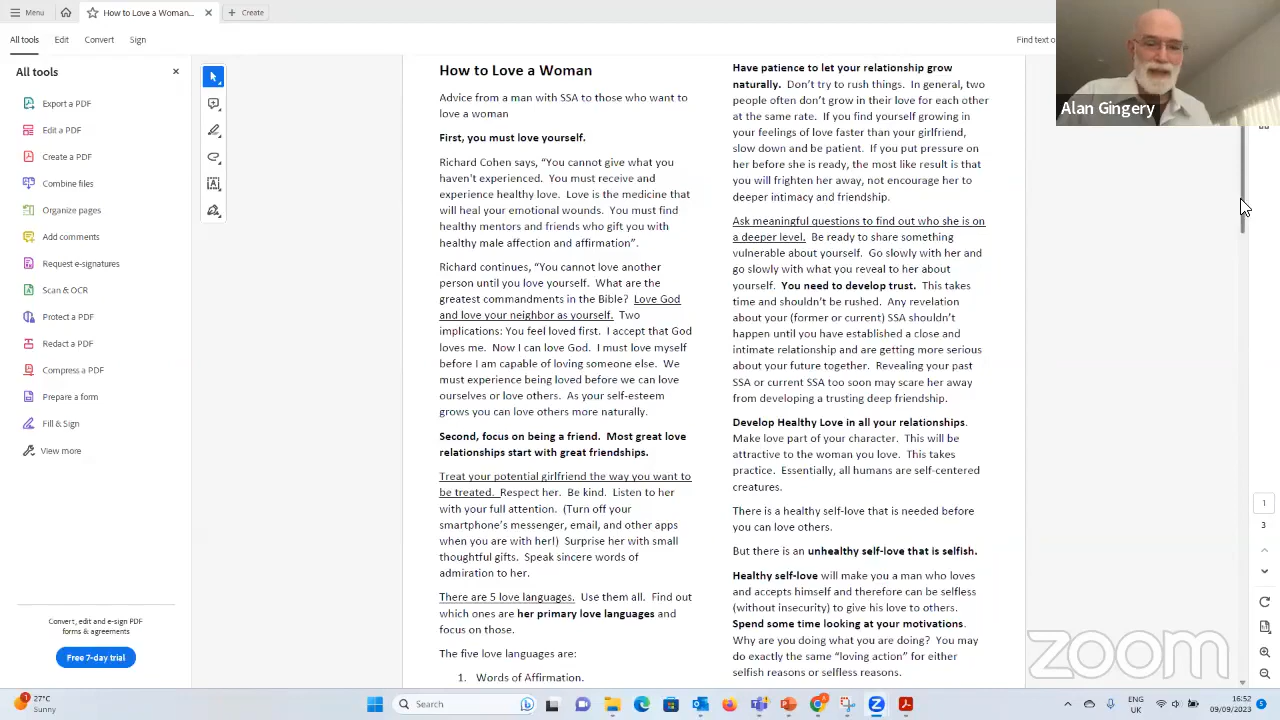 Menu
How to Love a Woman...
Create
All tools
Edit
Convert
Sign
Find text o
All tools
Export a PDF
Edit a PDF
Create a PDF
Combine files
Organize pages
Add comments
Request e-signatures
Scan & OCR
Protect a PDF
Redact a PDF
Compress a PDF
Prepare a form
Fill & Sign
View more
Convert, edit and e-sign PDF
forms & agreements
Free 7-day trial
How to Love a Woman
Advice from a man with SSA to those who want to
love a woman
First, you must love yourself.
Richard Cohen says, “You cannot give what you
haven't experienced. You must receive and
experience healthy love. Love is the medicine that
will heal your emotional wounds. You must find
healthy mentors and friends who gift you with
healthy male affection and affirmation”.
Richard continues, “You cannot love another
person until you love yourself. What are the
greatest commandments in the Bible? Love God
and love your neighbor as yourself. Two
implications: You feel loved first. I accept that God
loves me. Now I can love God. I must love myself
before I am capable of loving someone else. We
must experience being loved before we can love
ourselves or love others. As your self-esteem
grows you can love others more naturally.
Second, focus on being a friend. Most great love
relationships start with great friendships.
Treat your potential girlfriend the way you want to
be treated. Respect her. Be kind. Listen to her
with your full attention. (Turn off your
smartphone’s messenger, email, and other apps
when you are with her!) Surprise her with small
thoughtful gifts. Speak sincere words of
admiration to her.
There are 5 love languages. Use them all. Find out
which ones are her primary love languages and
focus on those.
The five love languages are:
1. Words of Affirmation.
Have patience to let your relationship grow
naturally. Don’t try to rush things. In general, two
people often don’t grow in their love for each other
at the same rate. If you find yourself growing in
your feelings of love faster than your girlfriend,
slow down and be patient. If you put pressure on
her before she is ready, the most like result is that
you will frighten her away, not encourage her to
deeper intimacy and friendship.
Ask meaningful questions to find out who she is on
a deeper level. Be ready to share something
vulnerable about yourself. Go slowly with her and
go slowly with what you reveal to her about
yourself. You need to develop trust. This takes
time and shouldn’t be rushed. Any revelation
about your (former or current) SSA shouldn’t
happen until you have established a close and
intimate relationship and are getting more serious
about your future together. Revealing your past
SSA or current SSA too soon may scare her away
from developing a trusting deep friendship.
Develop Healthy Love in all your relationships.
Make love part of your character. This will be
attractive to the woman you love. This takes
practice. Essentially, all humans are self-centered
creatures.
There is a healthy self-love that is needed before
you can love others.
But there is an unhealthy self-love that is selfish.
Healthy self-love will make you a man who loves
and accepts himself and therefore can be selfless
(without insecurity) to give his love to others.
Spend some time looking at your motivations.
Why are you doing what you are doing? You may
do exactly the same “loving action” for either
selfish reasons or selfless reasons.
Alan Gingery
1
3
zoom
27°C
Sunny
Search
ENG
UK
16:52
09/09/2023